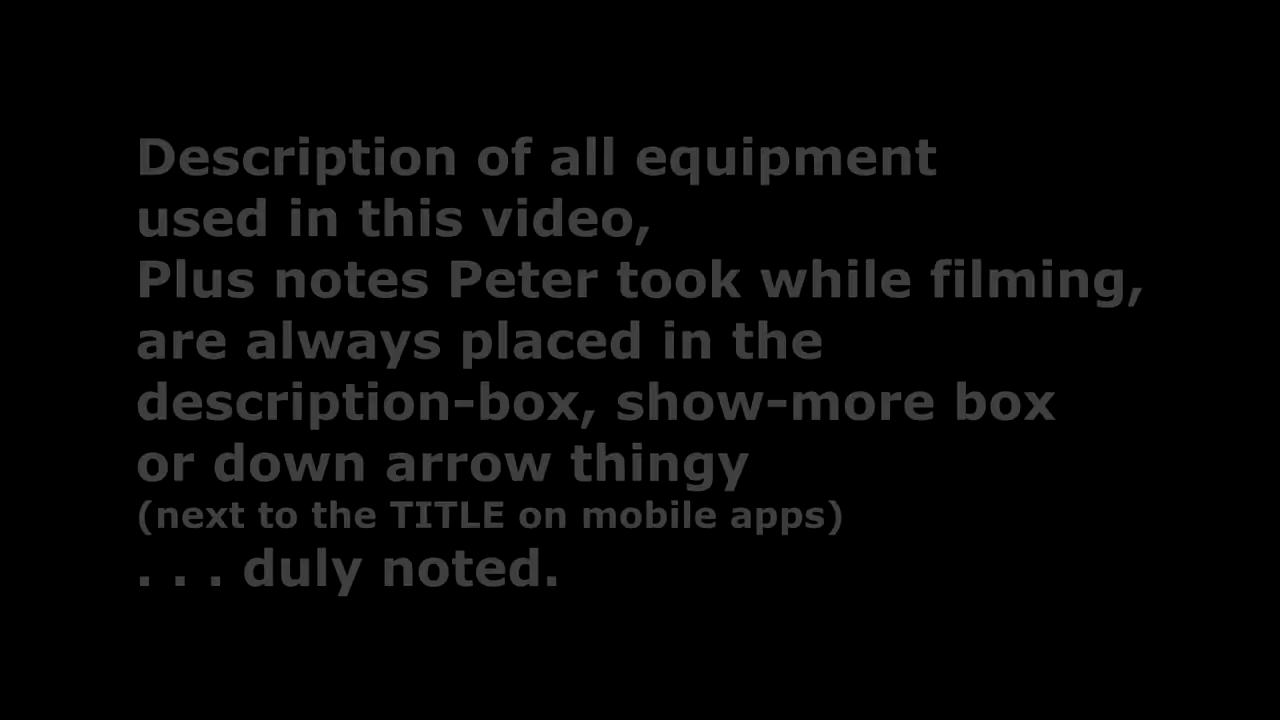 Description of all equipment
used in this video,
Plus notes Peter took while filming,
are always placed in the
description-box, show-more box
or down arrow thingy
(next to the TITLE on mobile apps)
. . . duly noted.